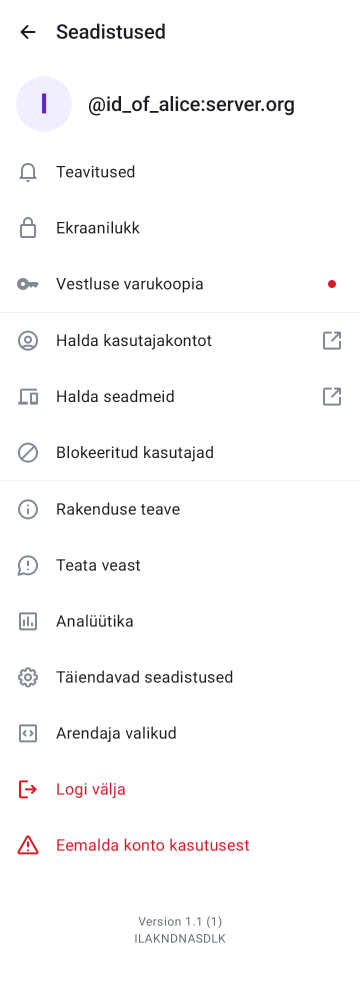 Seadistused
I
@id_of_alice:server.org
Teavitused
Ekraanilukk
Vestluse varukoopia
Halda kasutajakontot
Halda seadmeid
Blokeeritud kasutajad
Rakenduse teave
Teata veast
Analüütika
Täiendavad seadistused
Arendaja valikud
Logi välja
Eemalda konto kasutusest
Version 1.1 (1)
ILAKNDNASDLK